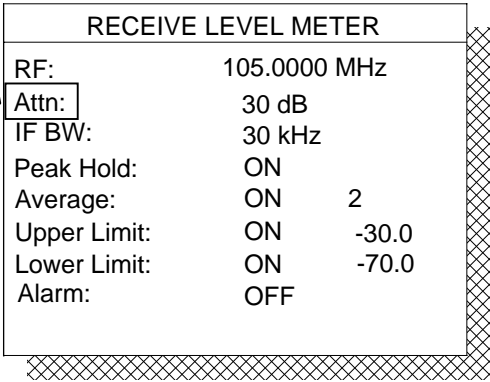 RECEIVE LEVEL METER
RF: 105.0000 MHz
Attn: 30 dB
IF BW: 30 kHz
Peak Hold: ON
Average: ON 2
Upper Limit: ON -30.0
Lower Limit: ON -70.0
Alarm: OFF